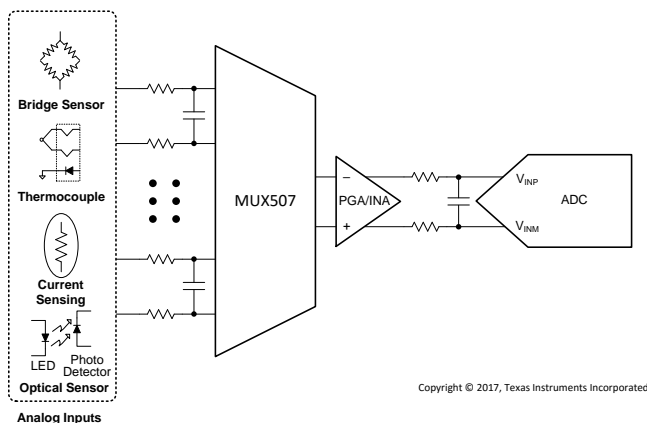 Bridge Sensor
Thermocouple
Current
Sensing
LED
Photo
Detector
Optical Sensor
Analog Inputs
MUX507
–
PGA/INA
+
VINP
VINM
ADC
Copyright © 2017, Texas Instruments Incorporated